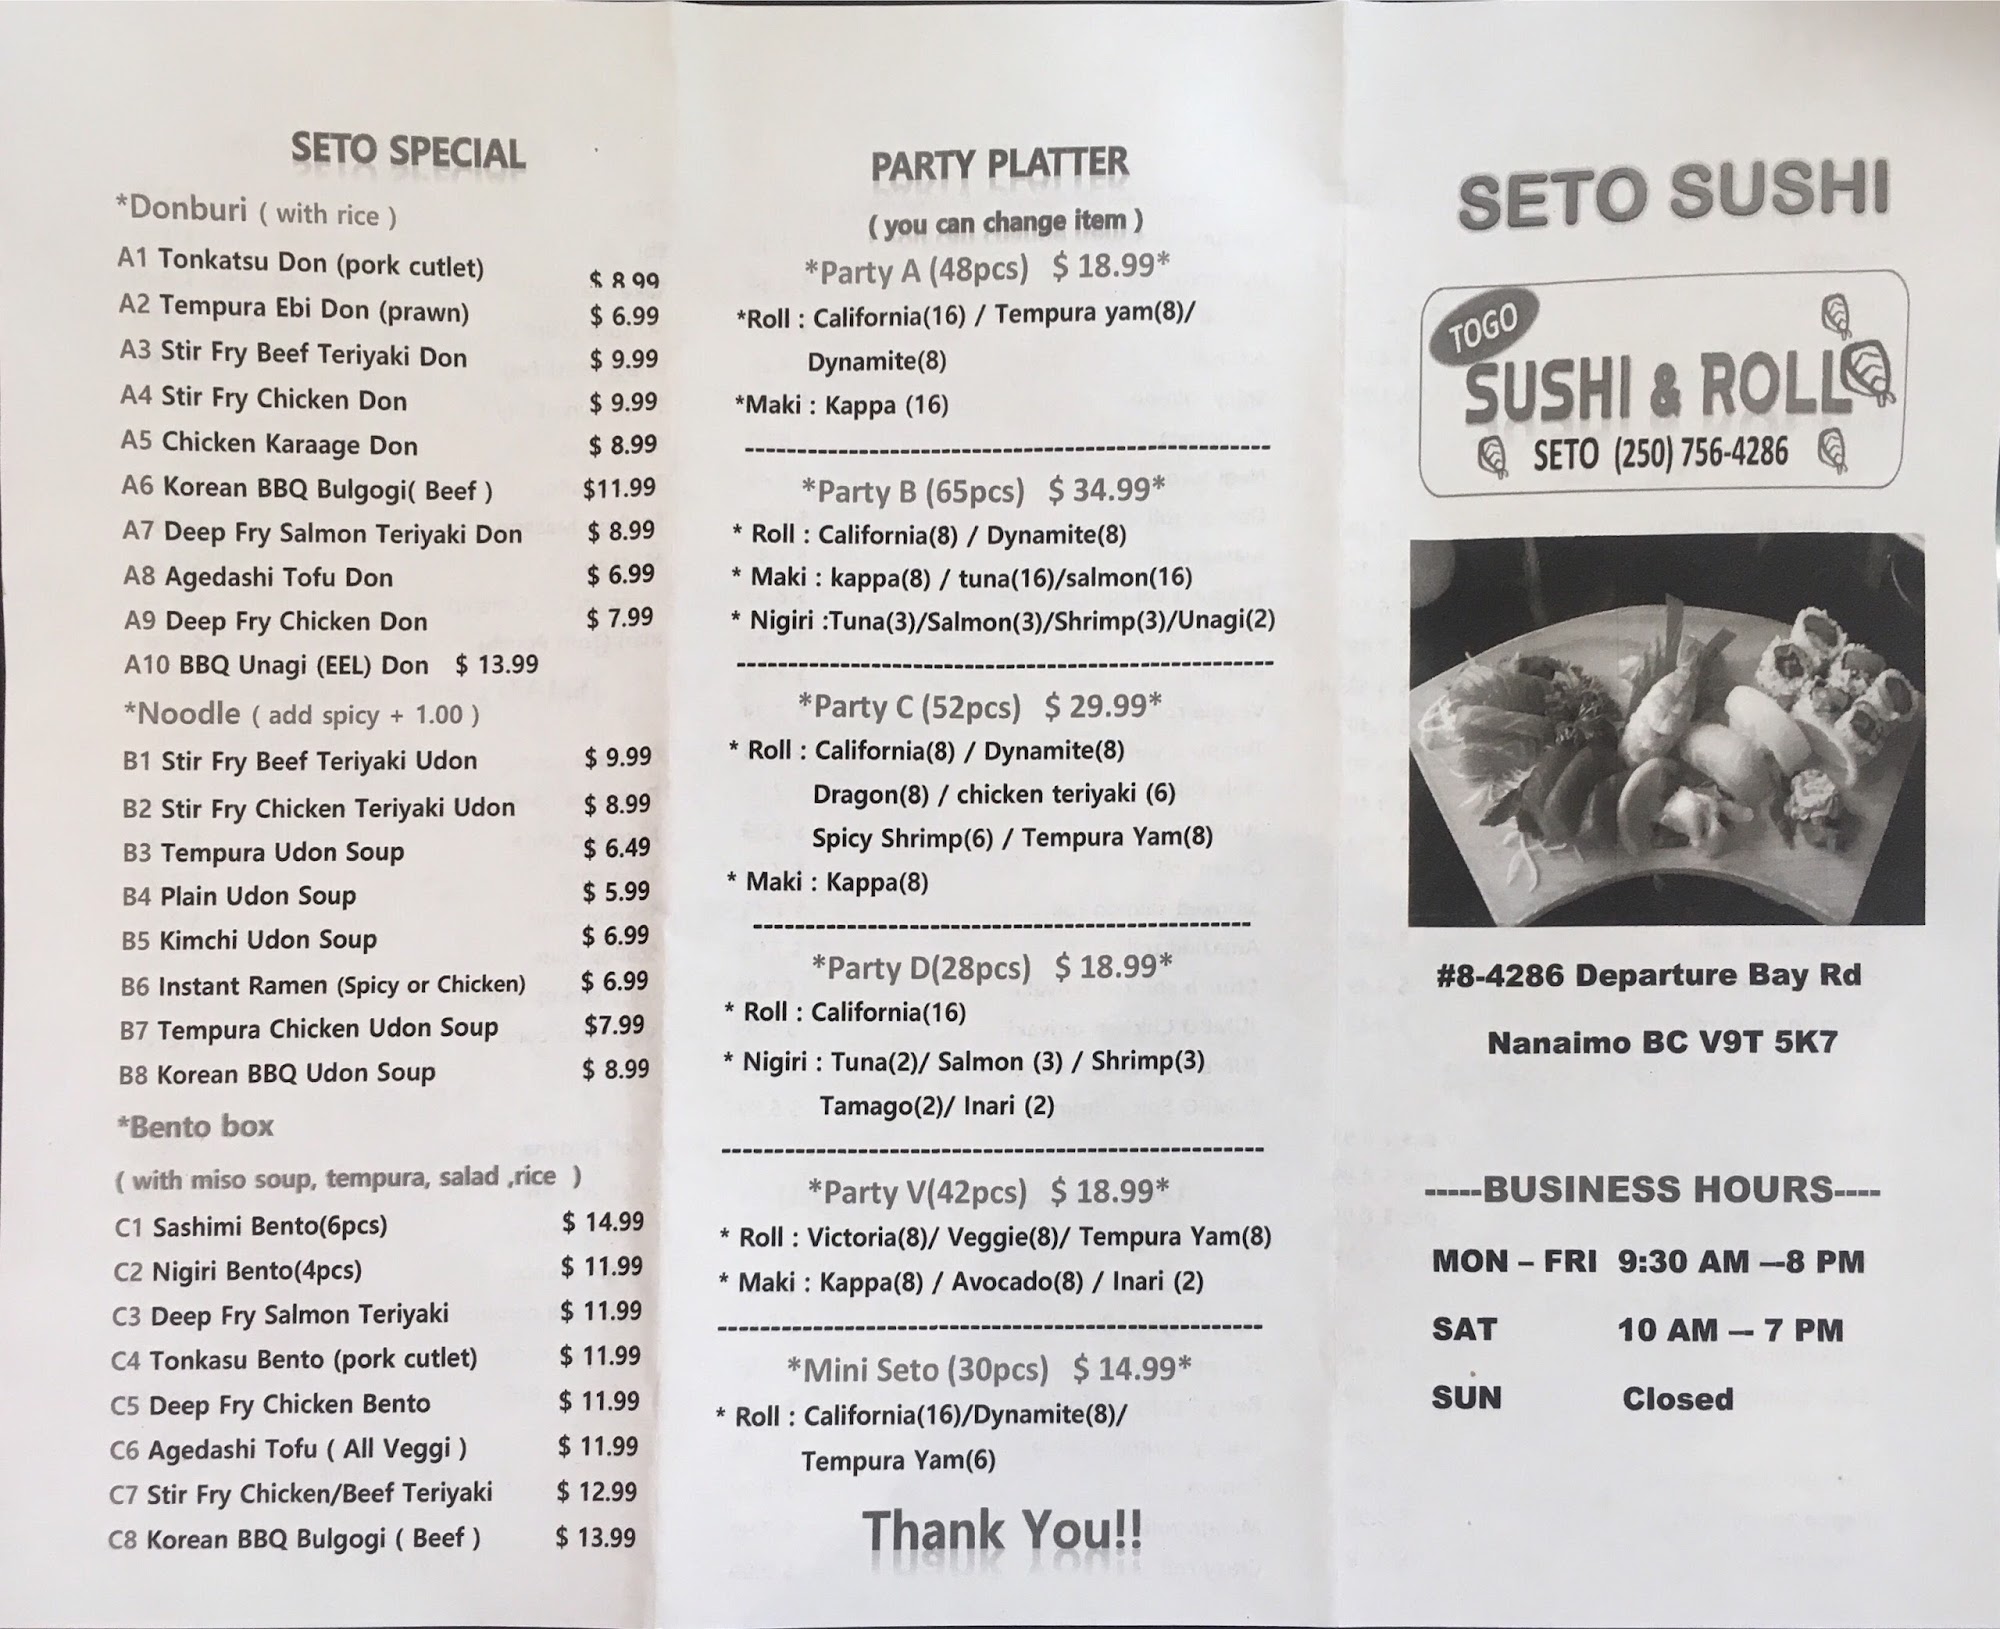 SETO SPECIAL
*Donburi ( with rice )
A1 Tonkatsu Don (pork cutlet) $ 8.99
A2 Tempura Ebi Don (prawn) $ 6.99
A3 Stir Fry Beef Teriyaki Don $ 9.99
A4 Stir Fry Chicken Don $ 9.99
A5 Chicken Karaage Don $ 8.99
A6 Korean BBQ Bulgogi( Beef ) $11.99
A7 Deep Fry Salmon Teriyaki Don $ 8.99
A8 Agedashi Tofu Don $ 6.99
A9 Deep Fry Chicken Don $ 7.99
A10 BBQ Unagi (EEL) Don $ 13.99
*Noodle ( add spicy + 1.00 )
B1 Stir Fry Beef Teriyaki Udon $ 9.99
B2 Stir Fry Chicken Teriyaki Udon $ 8.99
B3 Tempura Udon Soup $ 6.49
B4 Plain Udon Soup $ 5.99
B5 Kimchi Udon Soup $ 6.99
B6 Instant Ramen (Spicy or Chicken) $ 6.99
B7 Tempura Chicken Udon Soup $7.99
B8 Korean BBQ Udon Soup $ 8.99
*Bento box
( with miso soup, tempura, salad ,rice )
C1 Sashimi Bento(6pcs) $ 14.99
C2 Nigiri Bento(4pcs) $ 11.99
C3 Deep Fry Salmon Teriyaki $ 11.99
C4 Tonkasu Bento (pork cutlet) $ 11.99
C5 Deep Fry Chicken Bento $ 11.99
C6 Agedashi Tofu ( All Veggi ) $ 11.99
C7 Stir Fry Chicken/Beef Teriyaki $ 12.99
C8 Korean BBQ Bulgogi ( Beef ) $ 13.99
PARTY PLATTER
( you can change item )
*Party A (48pcs) $ 18.99*
*Roll : California(16) / Tempura yam(8)/
Dynamite(8)
*Maki : Kappa (16)
*Party B (65pcs) $ 34.99*
* Roll : California(8) / Dynamite(8)
* Maki : kappa(8) / tuna(16)/salmon(16)
* Nigiri :Tuna(3)/Salmon(3)/Shrimp(3)/Unagi(2)
*Party C (52pcs) $ 29.99*
* Roll : California(8) / Dynamite(8)
Dragon(8) / chicken teriyaki (6)
Spicy Shrimp(6) / Tempura Yam(8)
* Maki : Kappa(8)
*Party D(28pcs) $ 18.99*
* Roll : California(16)
* Nigiri : Tuna(2)/ Salmon (3) / Shrimp(3)
Tamago(2)/ Inari (2)
*Party V(42pcs) $ 18.99*
* Roll : Victoria(8)/ Veggie(8)/ Tempura Yam(8)
* Maki : Kappa(8) / Avocado(8) / Inari (2)
*Mini Seto (30pcs) $ 14.99*
* Roll : California(16)/Dynamite(8)/
Tempura Yam(6)
Thank You!!
SETO SUSHI
TOGO
SUSHI & ROLL
SETO (250) 756-4286
#8-4286 Departure Bay Rd
Nanaimo BC V9T 5K7
-----BUSINESS HOURS----
MON – FRI 9:30 AM —8 PM
SAT 10 AM — 7 PM
SUN Closed